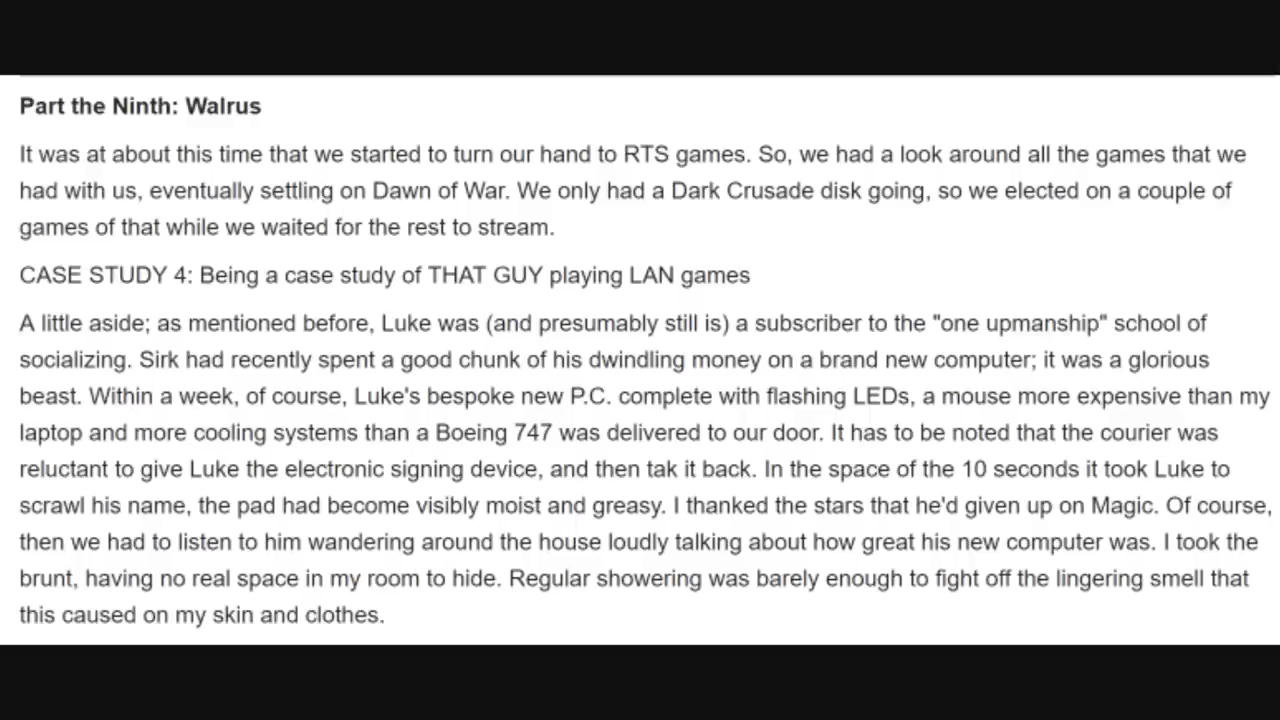 Part the Ninth: Walrus
It was at about this time that we started to turn our hand to RTS games. So, we had a look around all the games that we
had with us, eventually settling on Dawn of War. We only had a Dark Crusade disk going, so we elected on a couple of
games of that while we waited for the rest to stream.
CASE STUDY 4: Being a case study of THAT GUY playing LAN games
A little aside; as mentioned before, Luke was (and presumably still is) a subscriber to the "one upmanship" school of
socializing. Sirk had recently spent a good chunk of his dwindling money on a brand new computer; it was a glorious
beast. Within a week, of course, Luke's bespoke new P.C. complete with flashing LEDs, a mouse more expensive than my
laptop and more cooling systems than a Boeing 747 was delivered to our door. It has to be noted that the courier was
reluctant to give Luke the electronic signing device, and then tak it back. In the space of the 10 seconds it took Luke to
scrawl his name, the pad had become visibly moist and greasy. I thanked the stars that he'd given up on Magic. Of course,
then we had to listen to him wandering around the house loudly talking about how great his new computer was. I took the
brunt, having no real space in my room to hide. Regular showering was barely enough to fight off the lingering smell that
this caused on my skin and clothes.